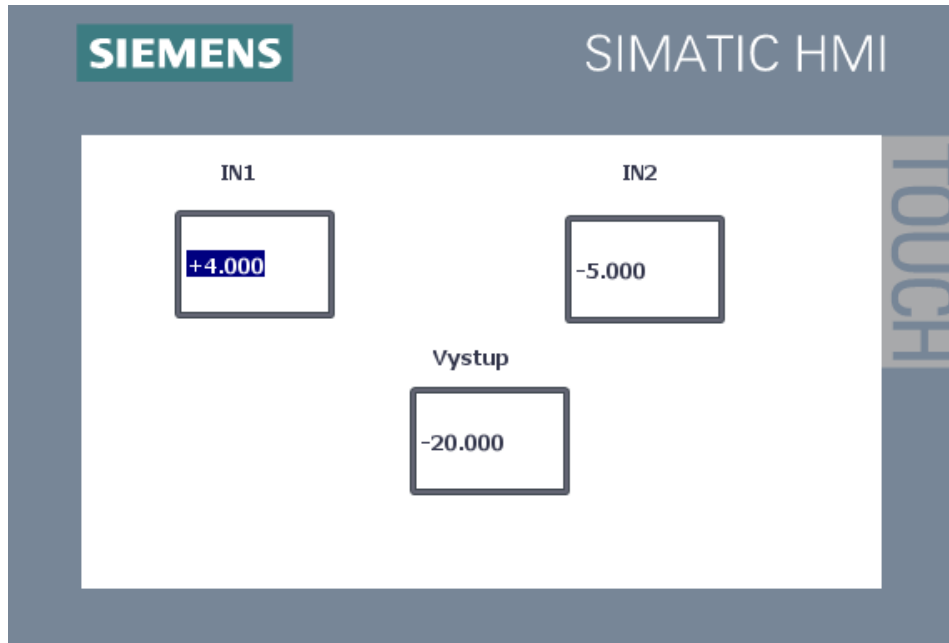 SIEMENS
SIMATIC HMI
TOUCH
IN1
IN2
+4.000
-5.000
Vystup
-20.000